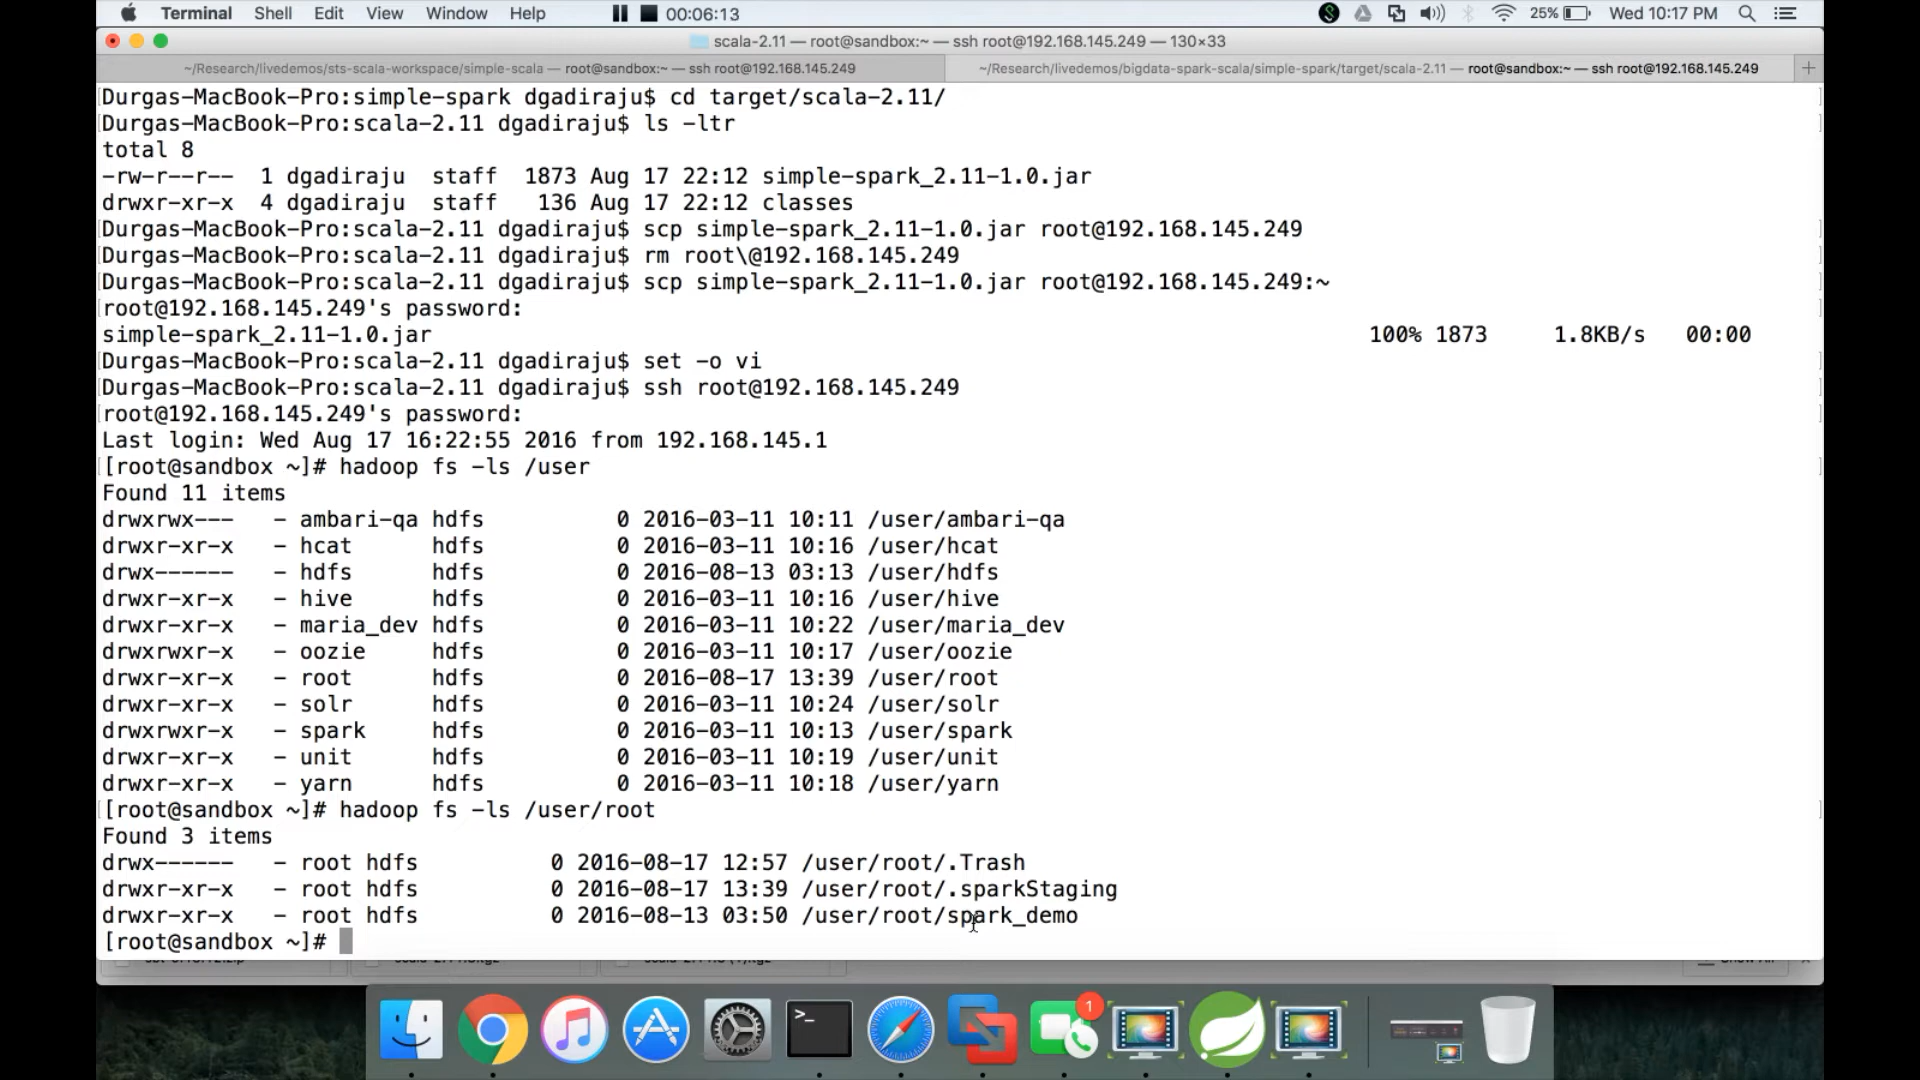 Terminal Shell Edit View Window Help 00:06:13 25% Wed 10:17 PM
scala-2.11 — root@sandbox:~ — ssh root@192.168.145.249 — 130×33
~/Research/livedemos/sts-scala-workspace/simple-scala — root@sandbox:~ — ssh root@192.168.145.249 ~/Research/livedemos/bigdata-spark-scala/simple-spark/target/scala-2.11 — root@sandbox:~ — ssh root@192.168.145.249 +
[Durgas-MacBook-Pro:simple-spark dgadiraju$ cd target/scala-2.11/ ]
[Durgas-MacBook-Pro:scala-2.11 dgadiraju$ ls -ltr ]
total 8
-rw-r--r-- 1 dgadiraju staff 1873 Aug 17 22:12 simple-spark_2.11-1.0.jar
drwxr-xr-x 4 dgadiraju staff 136 Aug 17 22:12 classes
[Durgas-MacBook-Pro:scala-2.11 dgadiraju$ scp simple-spark_2.11-1.0.jar root@192.168.145.249 ]
[Durgas-MacBook-Pro:scala-2.11 dgadiraju$ rm root\@192.168.145.249 ]
[Durgas-MacBook-Pro:scala-2.11 dgadiraju$ scp simple-spark_2.11-1.0.jar root@192.168.145.249:~ ]
[root@192.168.145.249's password: ]
simple-spark_2.11-1.0.jar 100% 1873 1.8KB/s 00:00
[Durgas-MacBook-Pro:scala-2.11 dgadiraju$ set -o vi ]
[Durgas-MacBook-Pro:scala-2.11 dgadiraju$ ssh root@192.168.145.249 ]
[root@192.168.145.249's password: ]
Last login: Wed Aug 17 16:22:55 2016 from 192.168.145.1
[[root@sandbox ~]# hadoop fs -ls /user ]
Found 11 items
drwxrwx--- - ambari-qa hdfs 0 2016-03-11 10:11 /user/ambari-qa
drwxr-xr-x - hcat hdfs 0 2016-03-11 10:16 /user/hcat
drwx------ - hdfs hdfs 0 2016-08-13 03:13 /user/hdfs
drwxr-xr-x - hive hdfs 0 2016-03-11 10:16 /user/hive
drwxr-xr-x - maria_dev hdfs 0 2016-03-11 10:22 /user/maria_dev
drwxrwxr-x - oozie hdfs 0 2016-03-11 10:17 /user/oozie
drwxr-xr-x - root hdfs 0 2016-08-17 13:39 /user/root
drwxr-xr-x - solr hdfs 0 2016-03-11 10:24 /user/solr
drwxrwxr-x - spark hdfs 0 2016-03-11 10:13 /user/spark
drwxr-xr-x - unit hdfs 0 2016-03-11 10:19 /user/unit
drwxr-xr-x - yarn hdfs 0 2016-03-11 10:18 /user/yarn
[[root@sandbox ~]# hadoop fs -ls /user/root ]
Found 3 items
drwx------ - root hdfs 0 2016-08-17 12:57 /user/root/.Trash
drwxr-xr-x - root hdfs 0 2016-08-17 13:39 /user/root/.sparkStaging
drwxr-xr-x - root hdfs 0 2016-08-13 03:50 /user/root/spark_demo
[root@sandbox ~]#
1